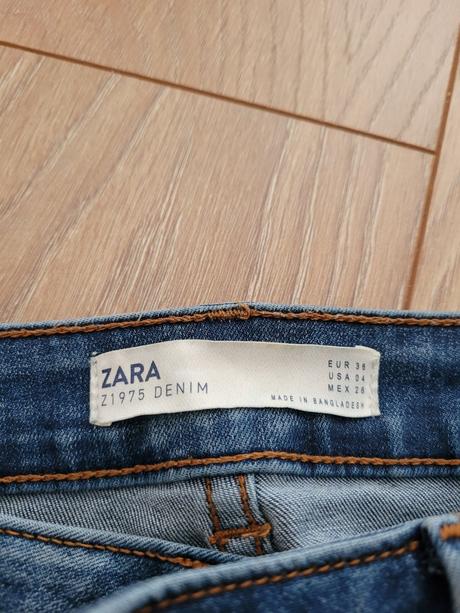 ZARA
Z1975 DENIM
EUR 36
USA 04
MEX 26
MADE IN BANGLADESH